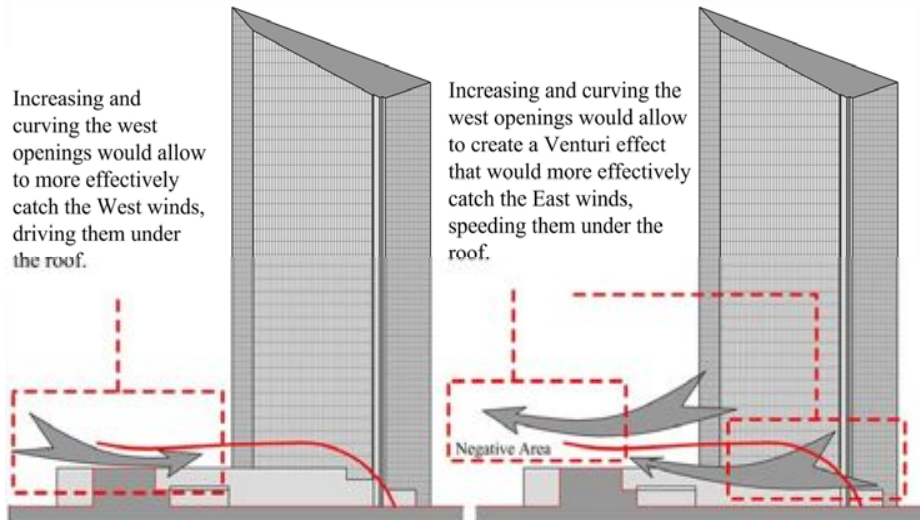 Increasing and
curving the west
openings would allow
to more effectively
catch the West winds,
driving them under
the roof.
Increasing and curving the
west openings would allow
to create a Venturi effect
that would more effectively
catch the East winds,
speeding them under the
roof.
Negative Area